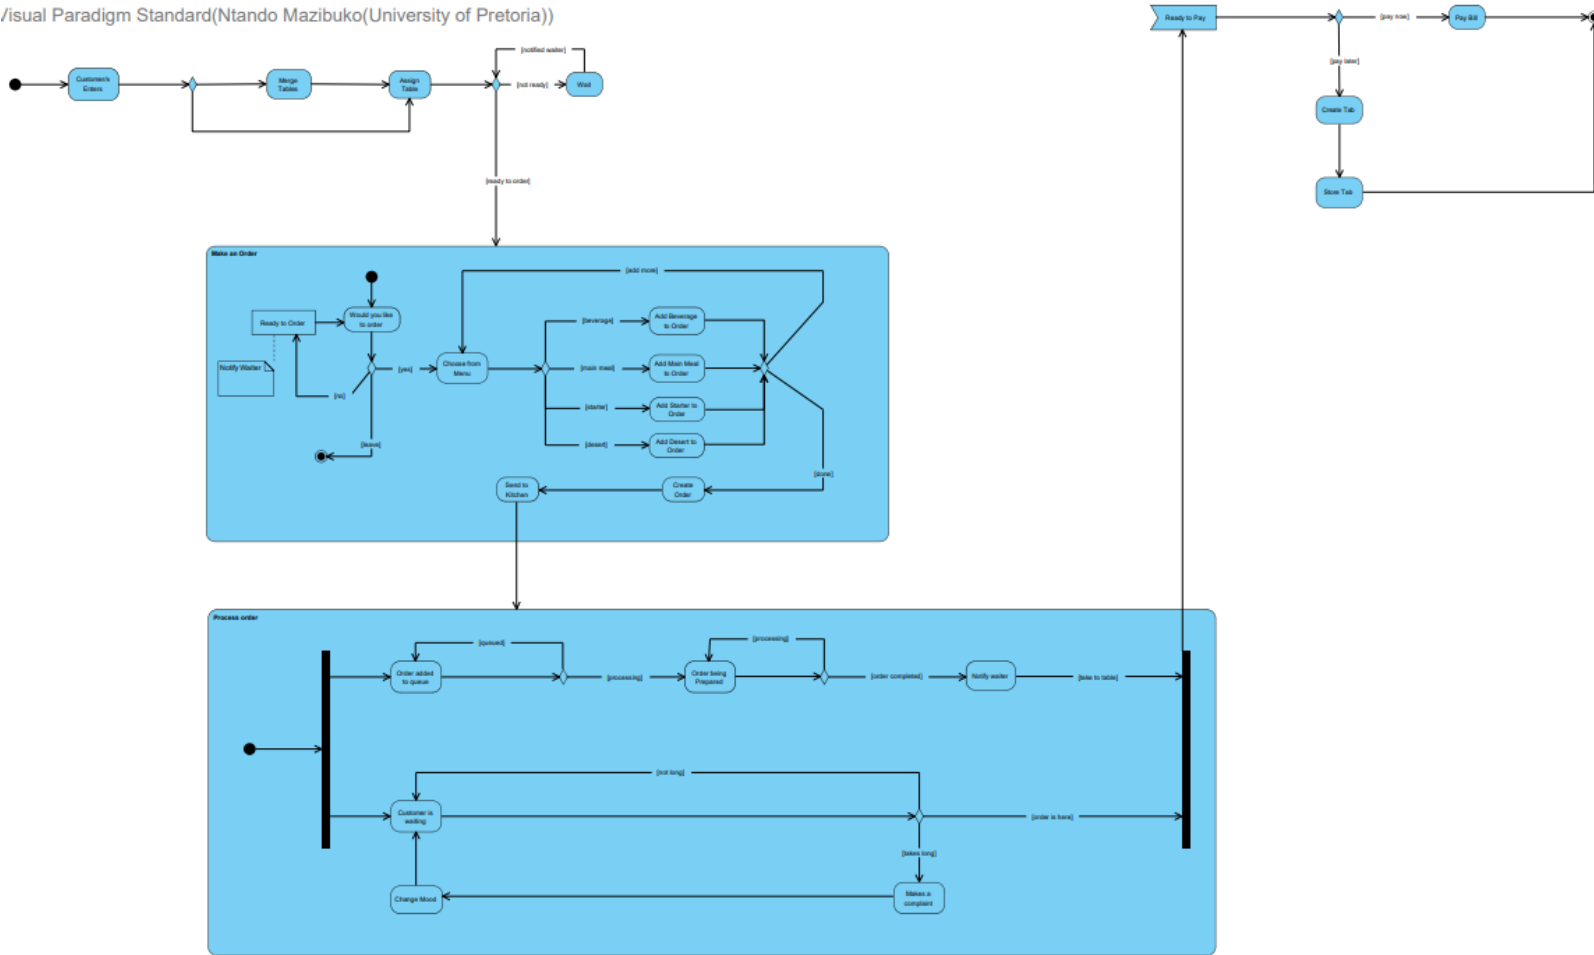 Visual Paradigm Standard(Ntando Mazibuko(University of Pretoria))
Ready to Pay
[pay now]
Pay Bill
[pay later]
Create Tab
Store Tab
Customer's
Enters
Merge
Tables
Assign
Table
[notified waiter]
[not ready]
Wait
[ready to order]
Make an Order
[add more]
Ready to Order
Would you like
to order
Notify Waiter
[no]
[yes]
[leave]
Choose from
Menu
[beverage]
Add Beverage
to Order
[main meal]
Add Main Meal
to Order
[starter]
Add Starter to
Order
[desert]
Add Desert to
Order
[done]
Send to
Kitchen
Create
Order
Process order
[queued]
Order added
to queue
[processing]
[processing]
Order being
Prepared
[order completed]
Notify waiter
[take to table]
[not long]
Customer is
waiting
[order is here]
[takes long]
Makes a
complaint
Change Mood